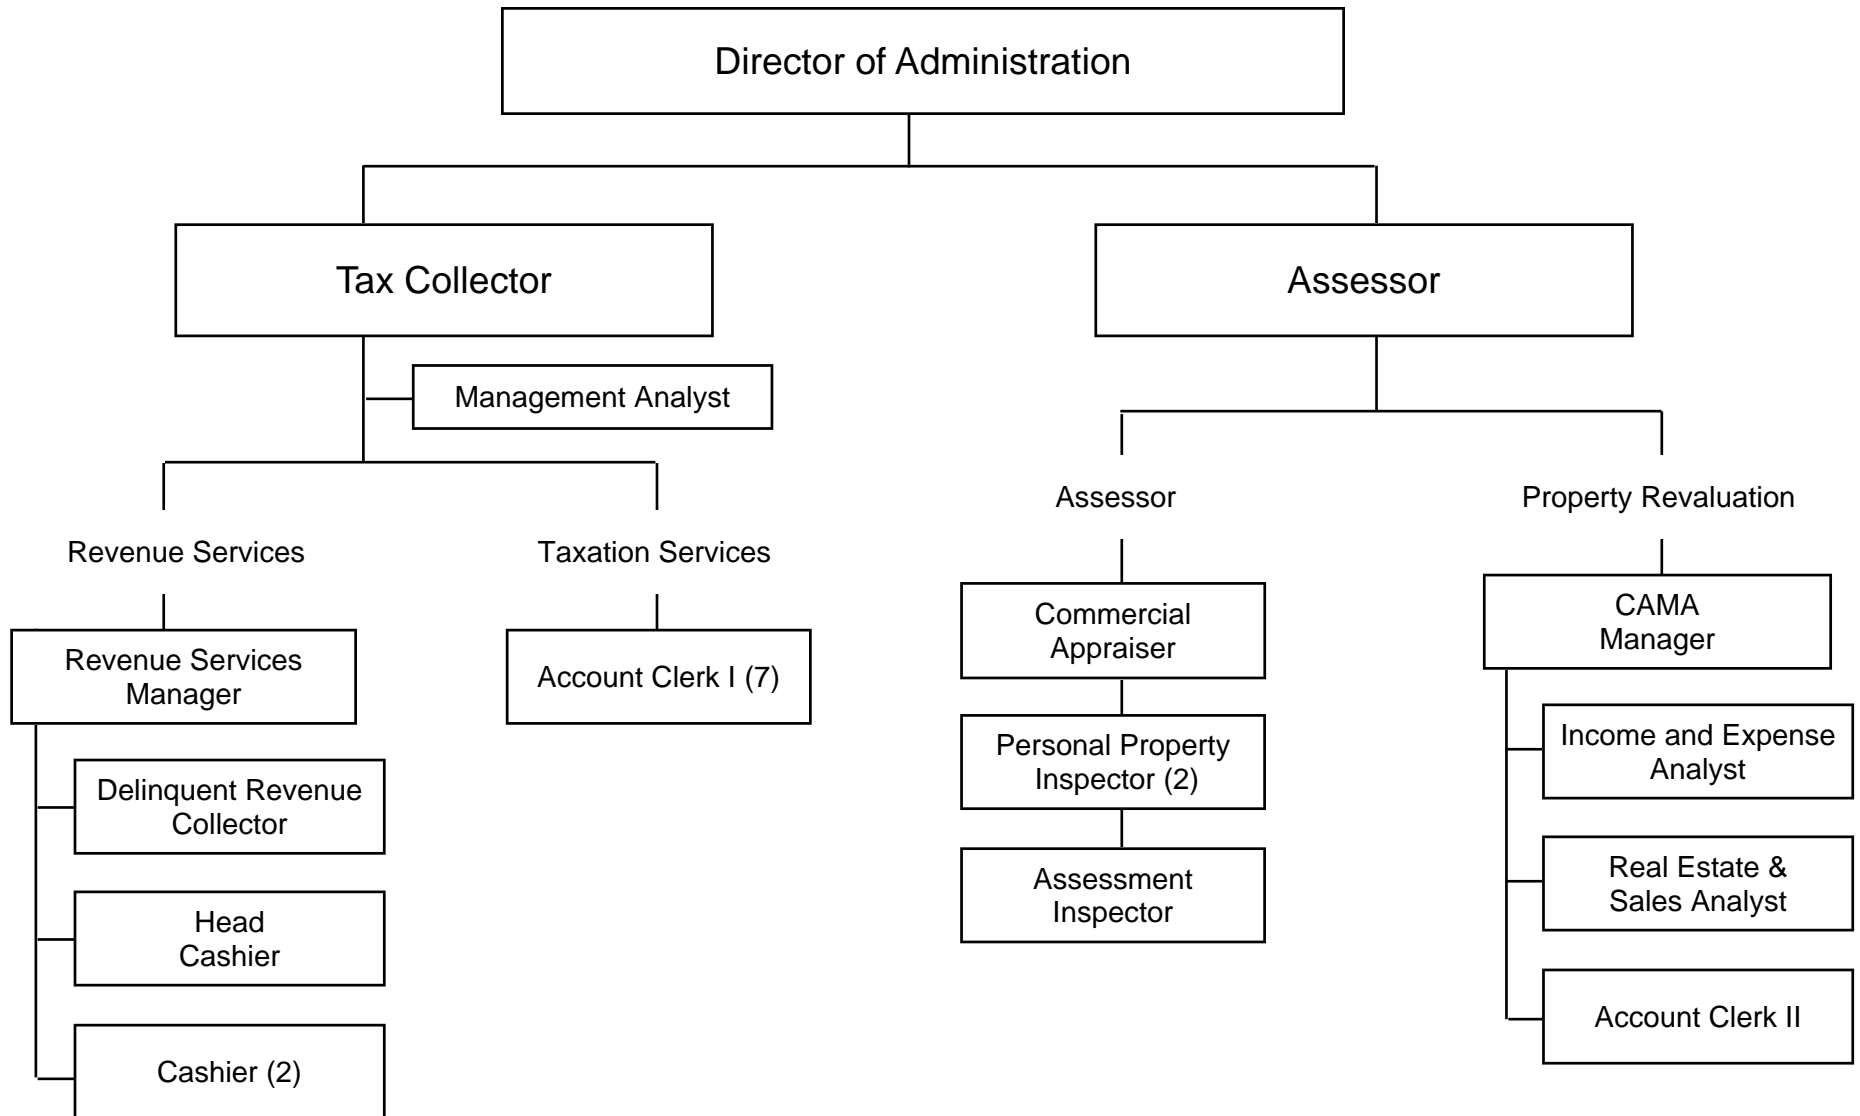 Director of Administration
Tax Collector
Assessor
Management Analyst
Revenue Services
Taxation Services
Assessor
Property Revaluation
Revenue Services
Manager
Account Clerk I (7)
Delinquent Revenue
Collector
Head
Cashier
Cashier (2)
Commercial
Appraiser
Personal Property
Inspector (2)
Assessment
Inspector
CAMA
Manager
Income and Expense
Analyst
Real Estate &
Sales Analyst
Account Clerk II